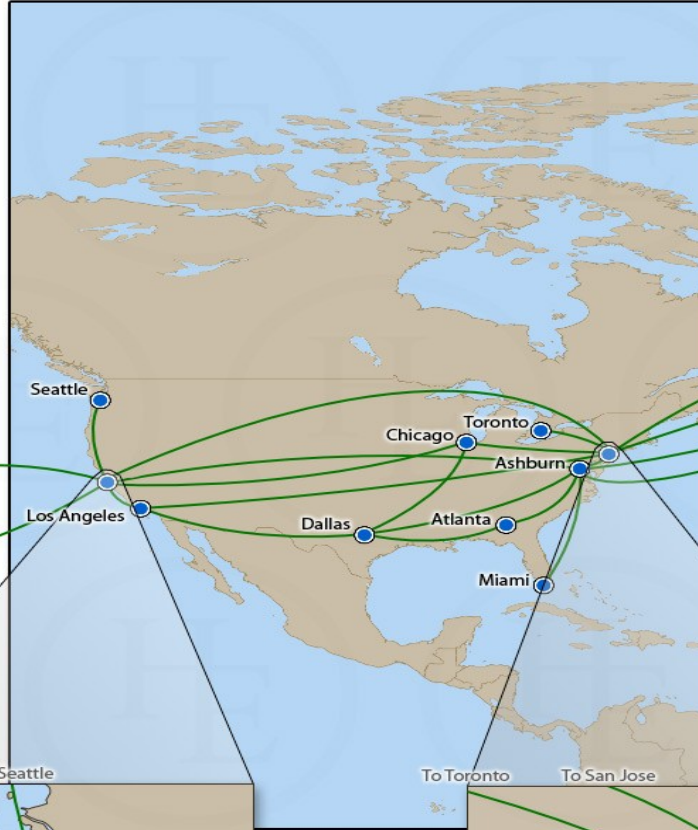 Seattle
Toronto
Chicago
Ashburn
Los Angeles
Dallas
Atlanta
Miami
Seattle
To Toronto
To San Jose